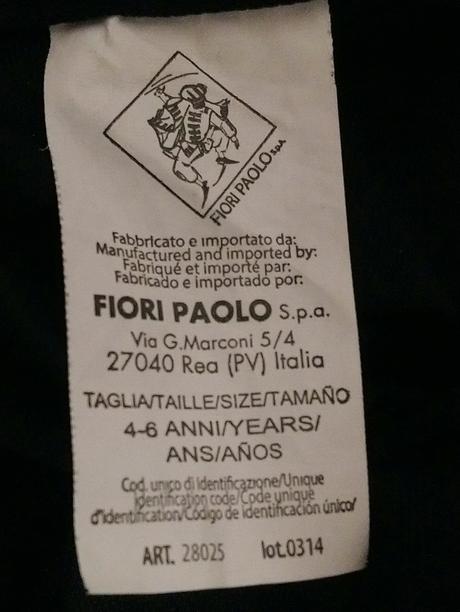 FIORI PAOLO SpA
Fabbricato e importato da:
Manufactured and imported by:
Fabriqué et importé par:
Fabricado e importado por:
FIORI PAOLO S.p.a.
Via G.Marconi 5/4
27040 Rea (PV) Italia
TAGLIA/TAILLE/SIZE/TAMAÑO
4-6 ANNI/YEARS/
ANS/AÑOS
Cod. unico di Identificazione/Unique
Identification code/Code unique
d'identification/Código de identificación único/
ART. 28025 lot.0314